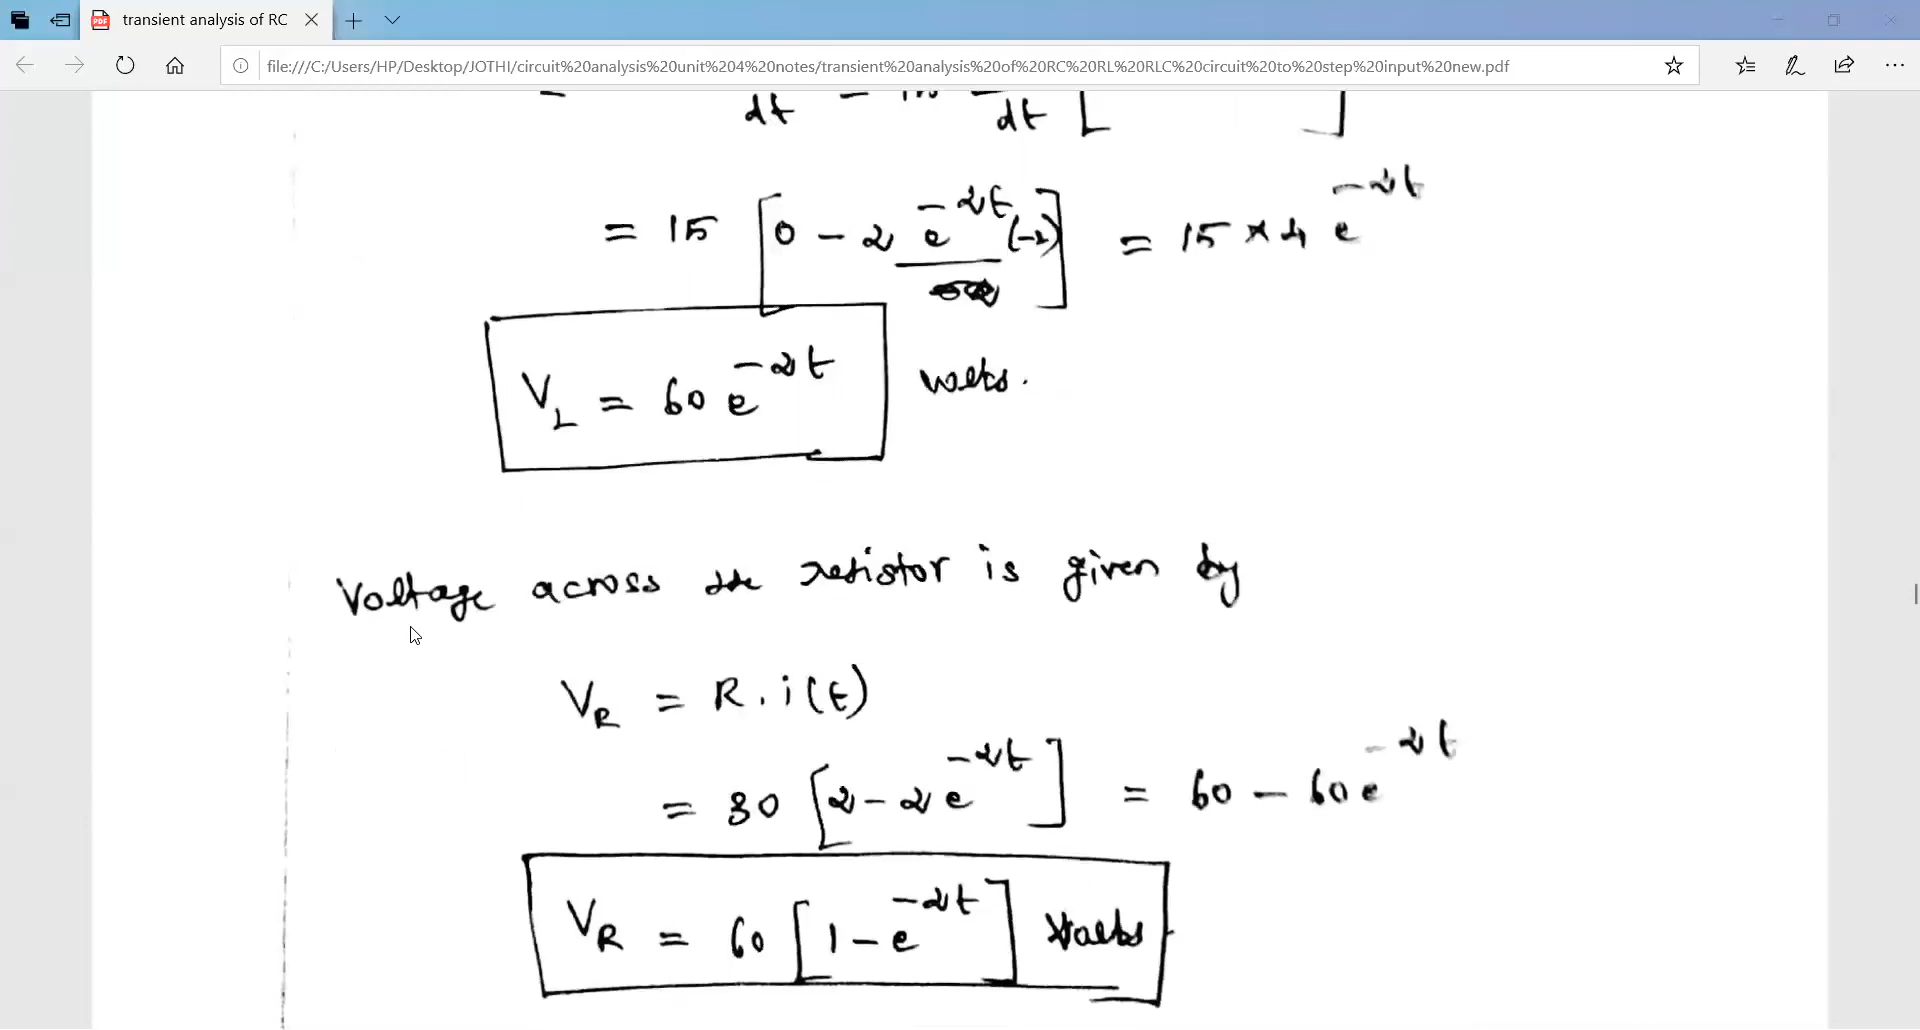 transient analysis of RC
file:///C:/Users/HP/Desktop/JOTHI/circuit%20analysis%20unit%204%20notes/transient%20analysis%20of%20RC%20RL%20RLC%20circuit%20to%20step%20input%20new.pdf
= dt = 15 dt [ ]
= 15 [0 - 2 e^-2t (-2)] = 15 × 4 e^-2t
V_L = 60 e^-2t volts.
Voltage across the resistor is given by
V_R = R . i(t)
= 30 [2 - 2 e^-2t] = 60 - 60 e^-2t
V_R = 60 [1 - e^-2t] Volts